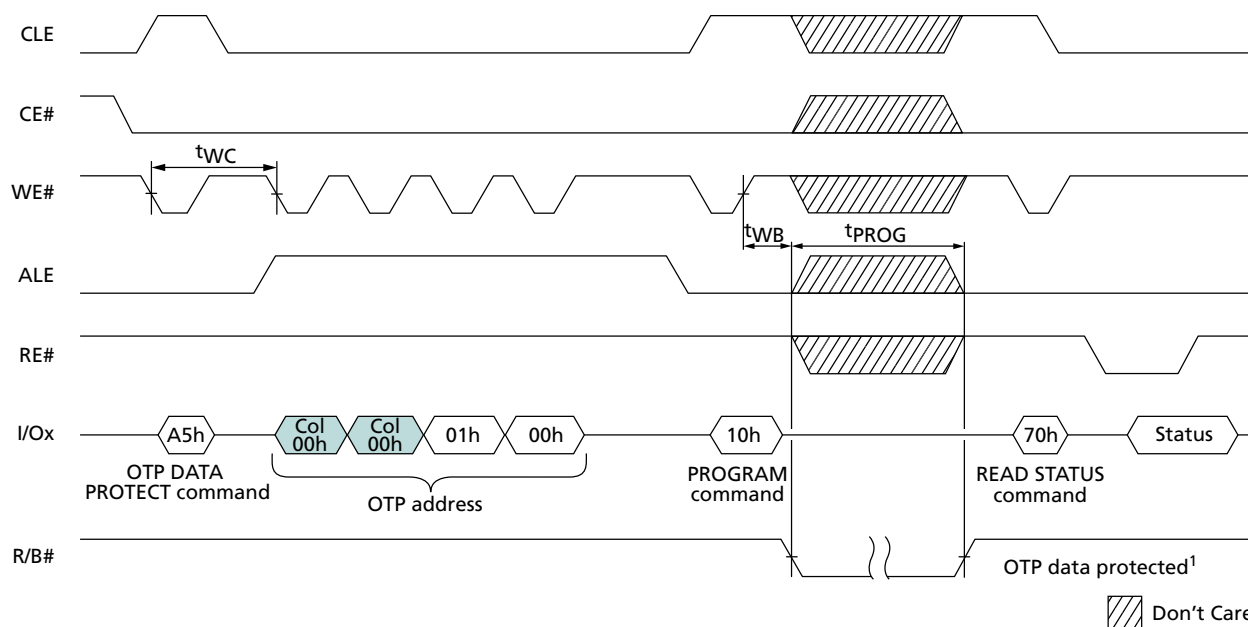 CLE
CE#
tWC
WE#
tWB
tPROG
ALE
RE#
I/Ox
A5h
Col
00h
Col
00h
01h
00h
10h
70h
Status
OTP DATA
PROTECT command
OTP address
PROGRAM
command
READ STATUS
command
R/B#
OTP data protected¹
Don't Care